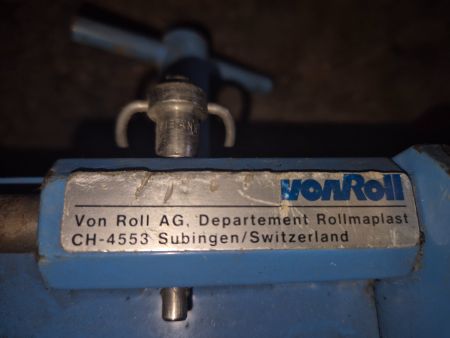 vonRoll
Von Roll AG, Departement Rollmaplast
CH-4553 Subingen/Switzerland